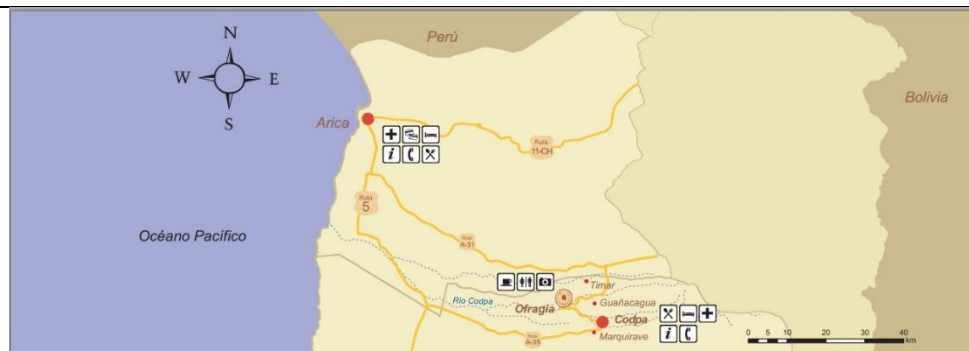 N
W E
S
Perú
Bolivia
Arica
Ruta
11-CH
Ruta
5
Océano Pacífico
Ruta
A-31
Timar
Río Codpa
Guañacagua
Ofragía
Codpa
Marquirave
Ruta
A-35
0 5 10 20 30 40
km